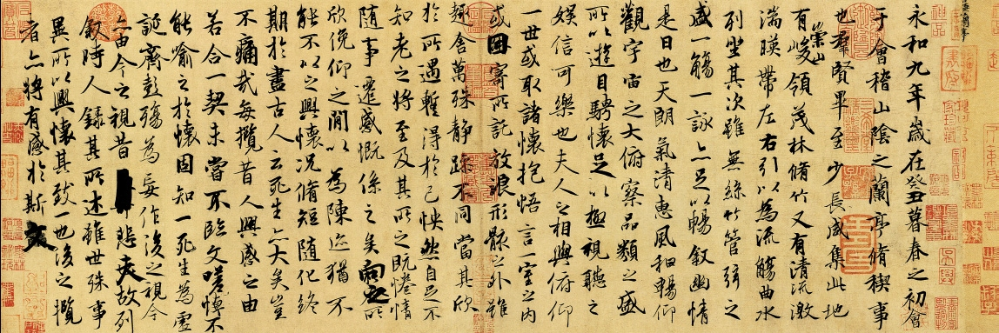 永和九年歲在癸丑暮春之初會
于會稽山陰之蘭亭脩稧事
也羣賢畢至少長咸集此地
有崇山峻領茂林脩竹又有清流激
湍暎帶左右引以為流觴曲水
列坐其次雖無絲竹管弦之
盛一觴一詠亦足以暢敘幽情
是日也天朗氣清惠風和暢仰
觀宇宙之大俯察品類之盛
所以遊目騁懷足以極視聽之
娛信可樂也夫人之相與俯仰
一世或取諸懷抱悟言一室之內
或因寄所託放浪形骸之外雖
趣舍萬殊靜躁不同當其欣
於所遇暫得於己怏然自足不
知老之將至及其所之既惓情
隨事遷感慨係之矣向之所
欣俛仰之間以為陳迹猶不
能不以之興懷況脩短隨化終
期於盡古人云死生亦大矣豈
不痛哉每攬昔人興感之由
若合一契未嘗不臨文嗟悼不
能喻之於懷固知一死生為虛
誕齊彭殤為妄作後之視今
亦由今之視昔悲夫故列
敘時人錄其所述雖世殊事
異所以興懷其致一也後之攬
者亦將有感於斯文